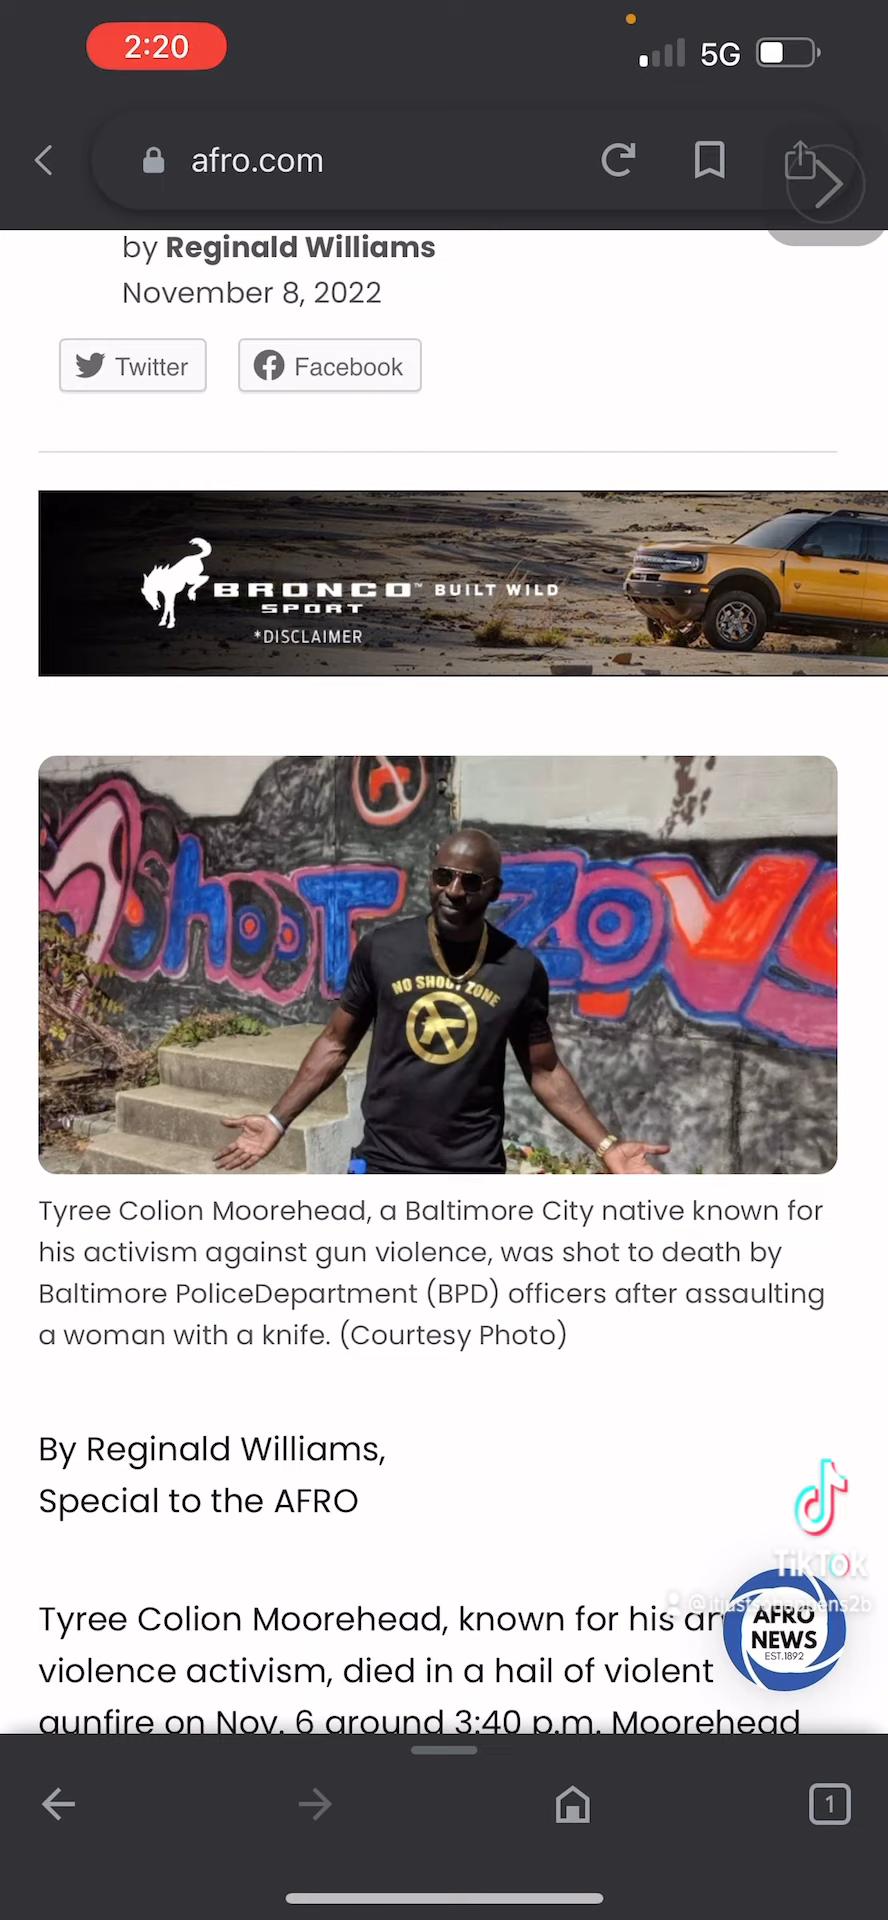 2:20
5G
afro.com
by Reginald Williams
November 8, 2022
Twitter
Facebook
BRONCO™ BUILT WILD
SPORT
*DISCLAIMER
Shoot Zone
NO SHOOT ZONE
Tyree Colion Moorehead, a Baltimore City native known for
his activism against gun violence, was shot to death by
Baltimore PoliceDepartment (BPD) officers after assaulting
a woman with a knife. (Courtesy Photo)
By Reginald Williams,
Special to the AFRO
TikTok
Tyree Colion Moorehead, known for his
AFRO
NEWS
EST.1892
violence activism, died in a hail of violent
gunfire on Nov. 6 around 3:40 p.m. Moorehead
1